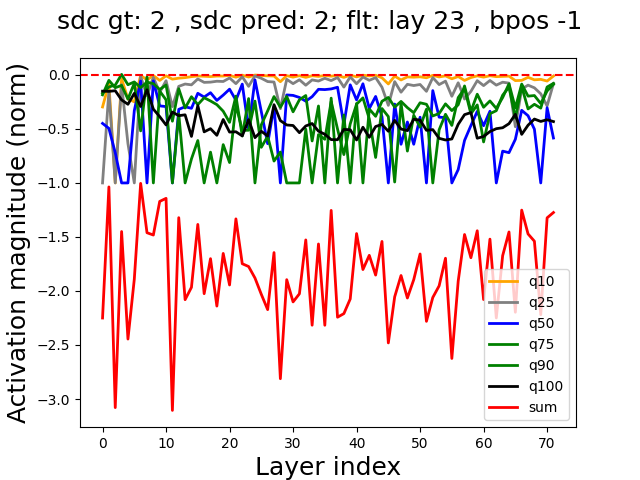 sdc gt: 2 , sdc pred: 2; flt: lay 23 , bpos -1
Activation magnitude (norm)
0.0
−0.5
−1.0
−1.5
−2.0
−2.5
−3.0
0 10 20 30 40 50 60 70
Layer index
q10
q25
q50
q75
q90
q100
sum